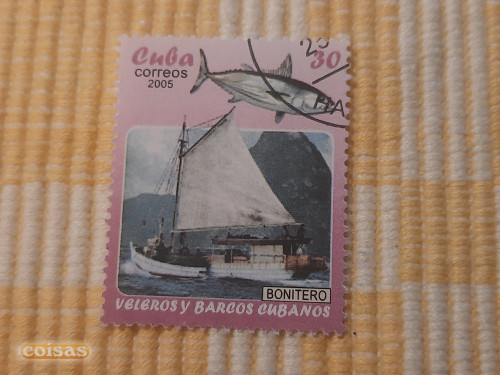 Cuba
correos
2005
30
BONITERO
VELEROS Y BARCOS CUBANOS
coisas